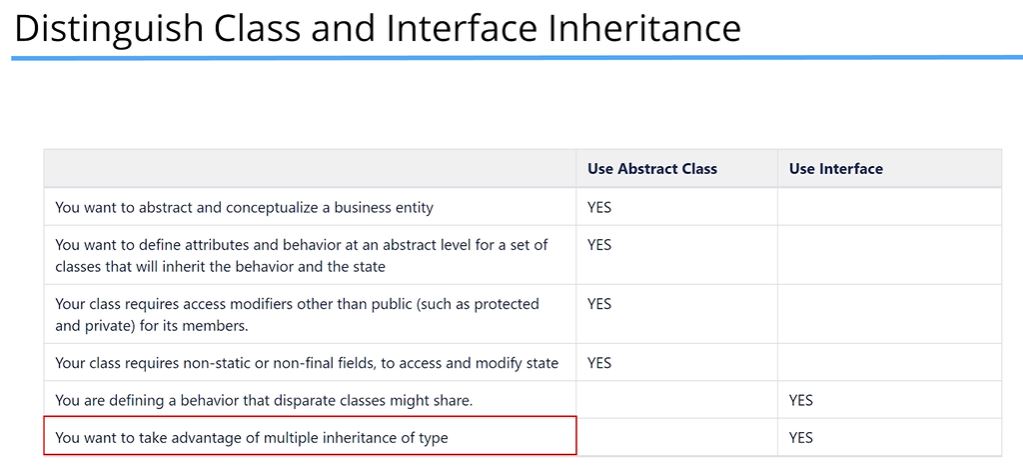 Distinguish Class and Interface Inheritance
Use Abstract Class Use Interface
You want to abstract and conceptualize a business entity YES
You want to define attributes and behavior at an abstract level for a set of YES
classes that will inherit the behavior and the state
Your class requires access modifiers other than public (such as protected YES
and private) for its members.
Your class requires non-static or non-final fields, to access and modify state YES
You are defining a behavior that disparate classes might share. YES
You want to take advantage of multiple inheritance of type YES